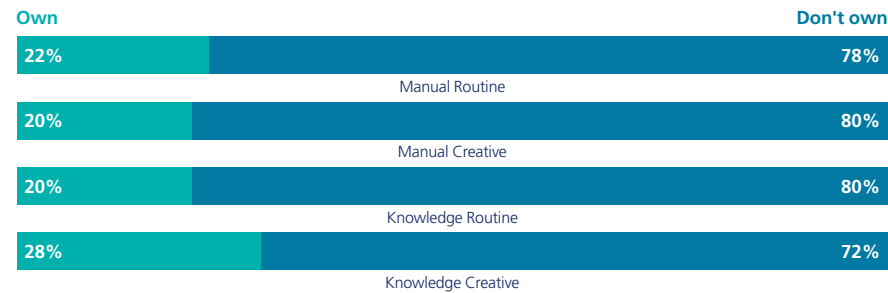 Own Don't own
22% 78%
Manual Routine
20% 80%
Manual Creative
20% 80%
Knowledge Routine
28% 72%
Knowledge Creative